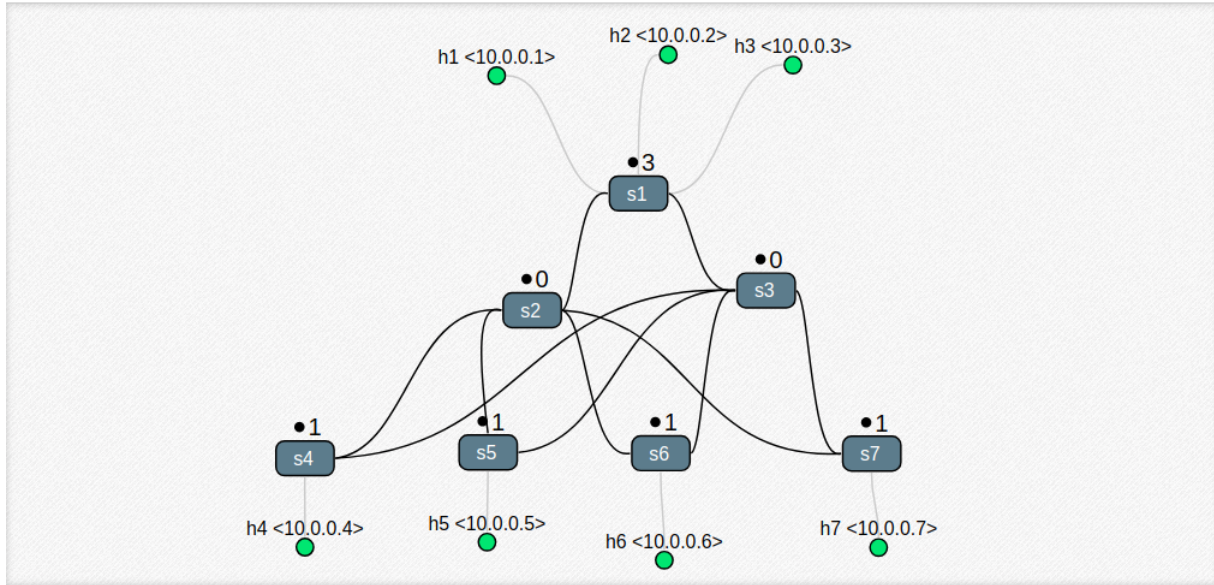 h2 <10.0.0.2>
h1 <10.0.0.1>
h3 <10.0.0.3>
3
s1
0
s3
0
s2
1
s4
1
s5
1
s6
1
s7
h4 <10.0.0.4>
h5 <10.0.0.5>
h6 <10.0.0.6>
h7 <10.0.0.7>